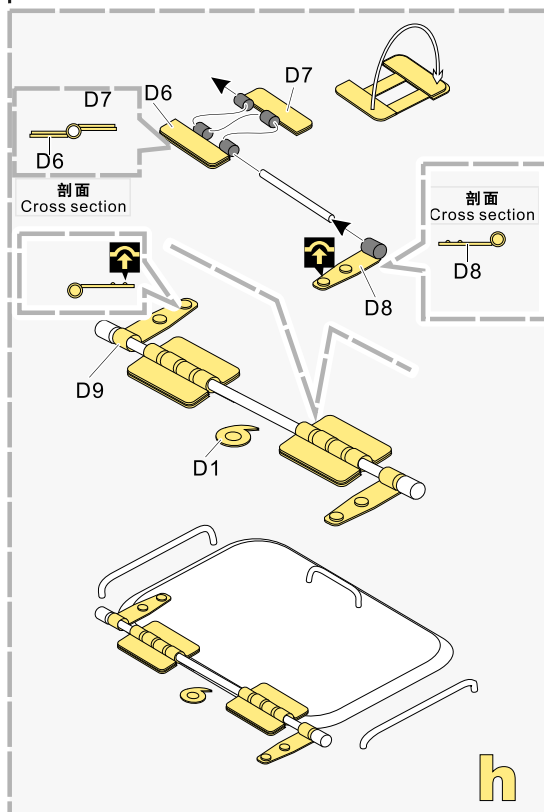 D7
D6
D6
D7
剖面
Cross section
剖面
Cross section
D8
D8
D9
D1
h